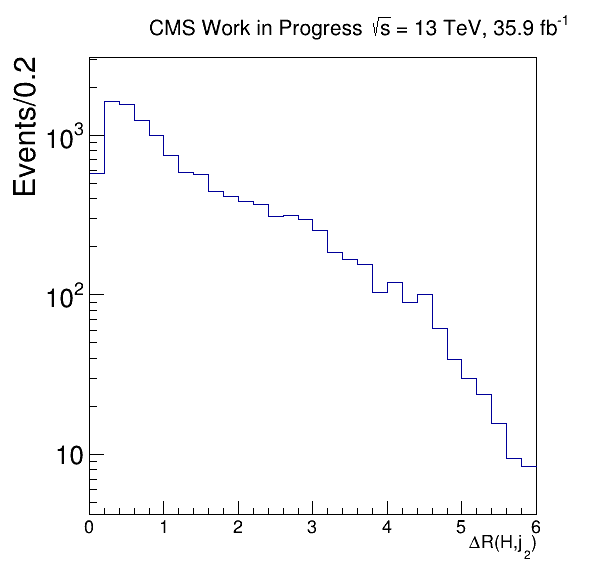 CMS Work in Progress √s = 13 TeV, 35.9 fb⁻¹
Events/0.2
10³
10²
10
0 1 2 3 4 5 6
ΔR(H,j₂)